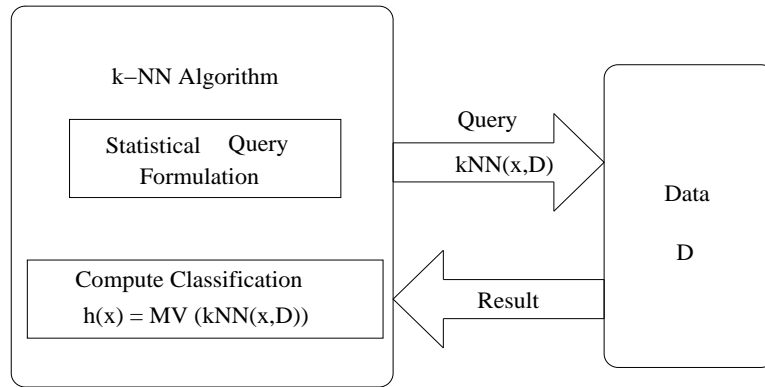 k−NN Algorithm
Statistical Query
Formulation
Compute Classification
h(x) = MV (kNN(x,D))
Query
kNN(x,D)
Result
Data
D